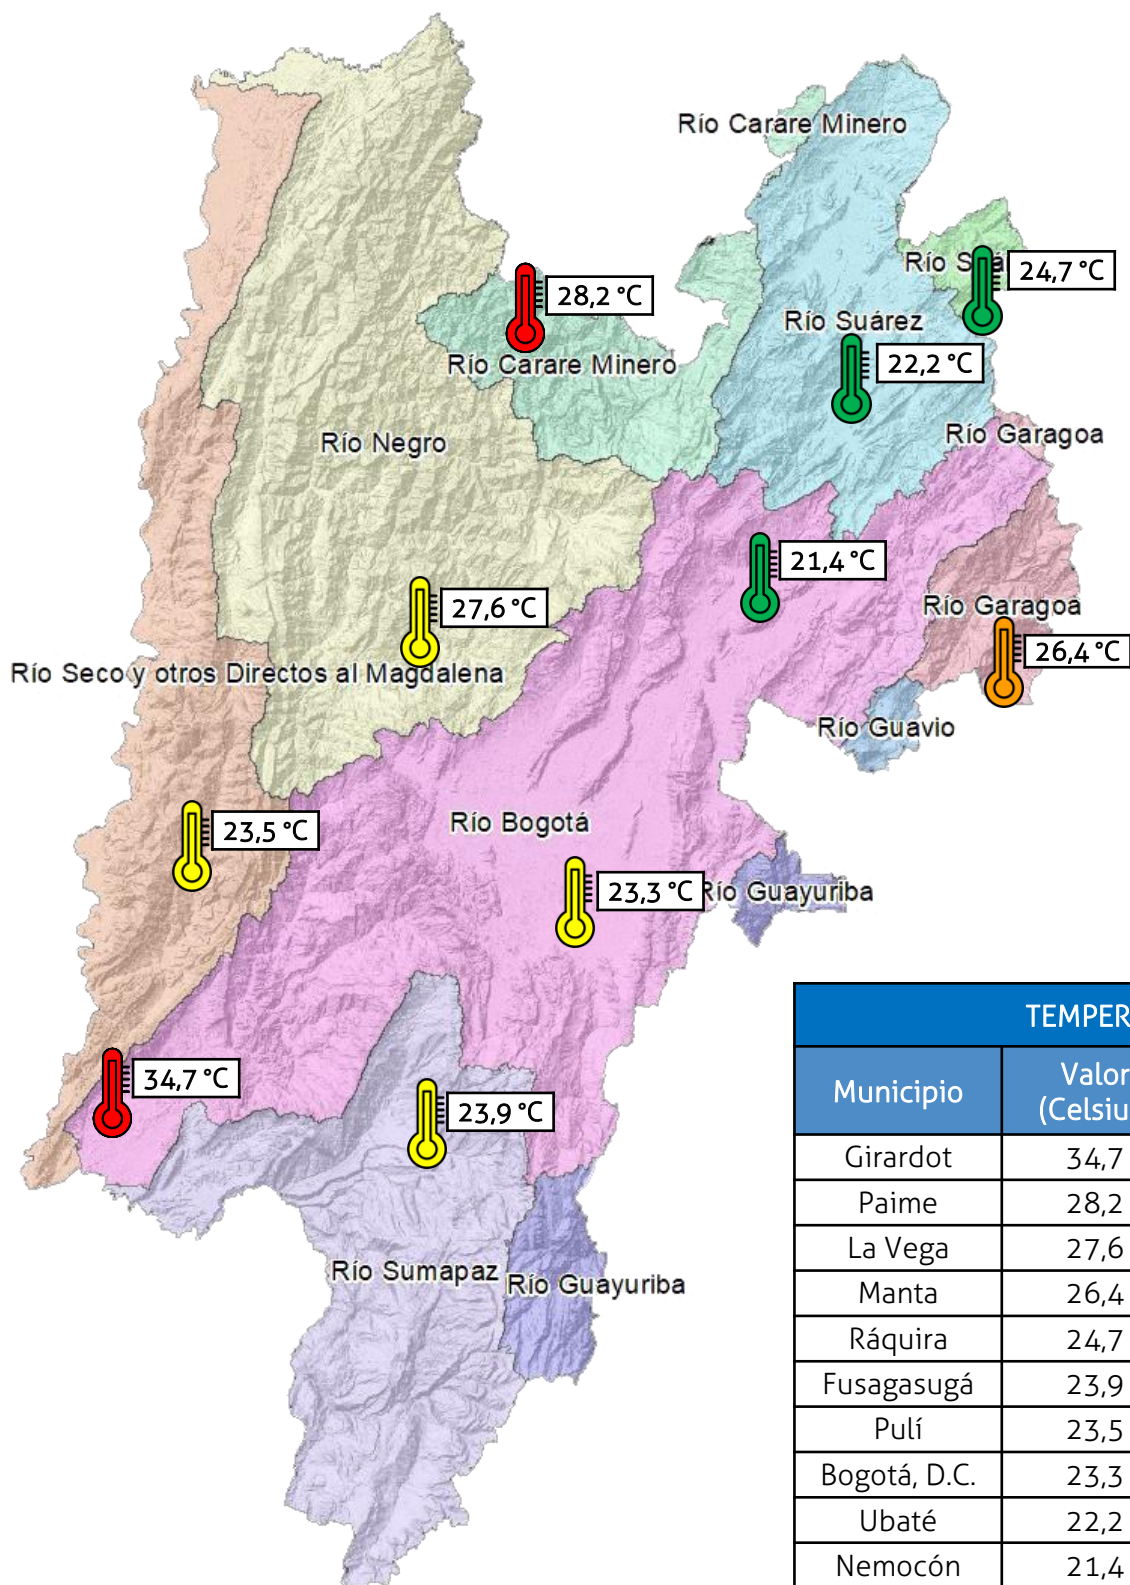 Río Carare Minero
Río Suá
24,7 °C
28,2 °C
Río Suárez
Río Carare Minero
22,2 °C
Río Negro
Río Garagoa
21,4 °C
27,6 °C
Río Garagoa
26,4 °C
Río Seco y otros Directos al Magdalena
Río Guavio
23,5 °C
Río Bogotá
23,3 °C
Río Guayuriba
34,7 °C
23,9 °C
Río Sumapaz
Río Guayuriba
TEMPER
Municipio Valor (Celsiu
Girardot 34,7
Paime 28,2
La Vega 27,6
Manta 26,4
Ráquira 24,7
Fusagasugá 23,9
Pulí 23,5
Bogotá, D.C. 23,3
Ubaté 22,2
Nemocón 21,4